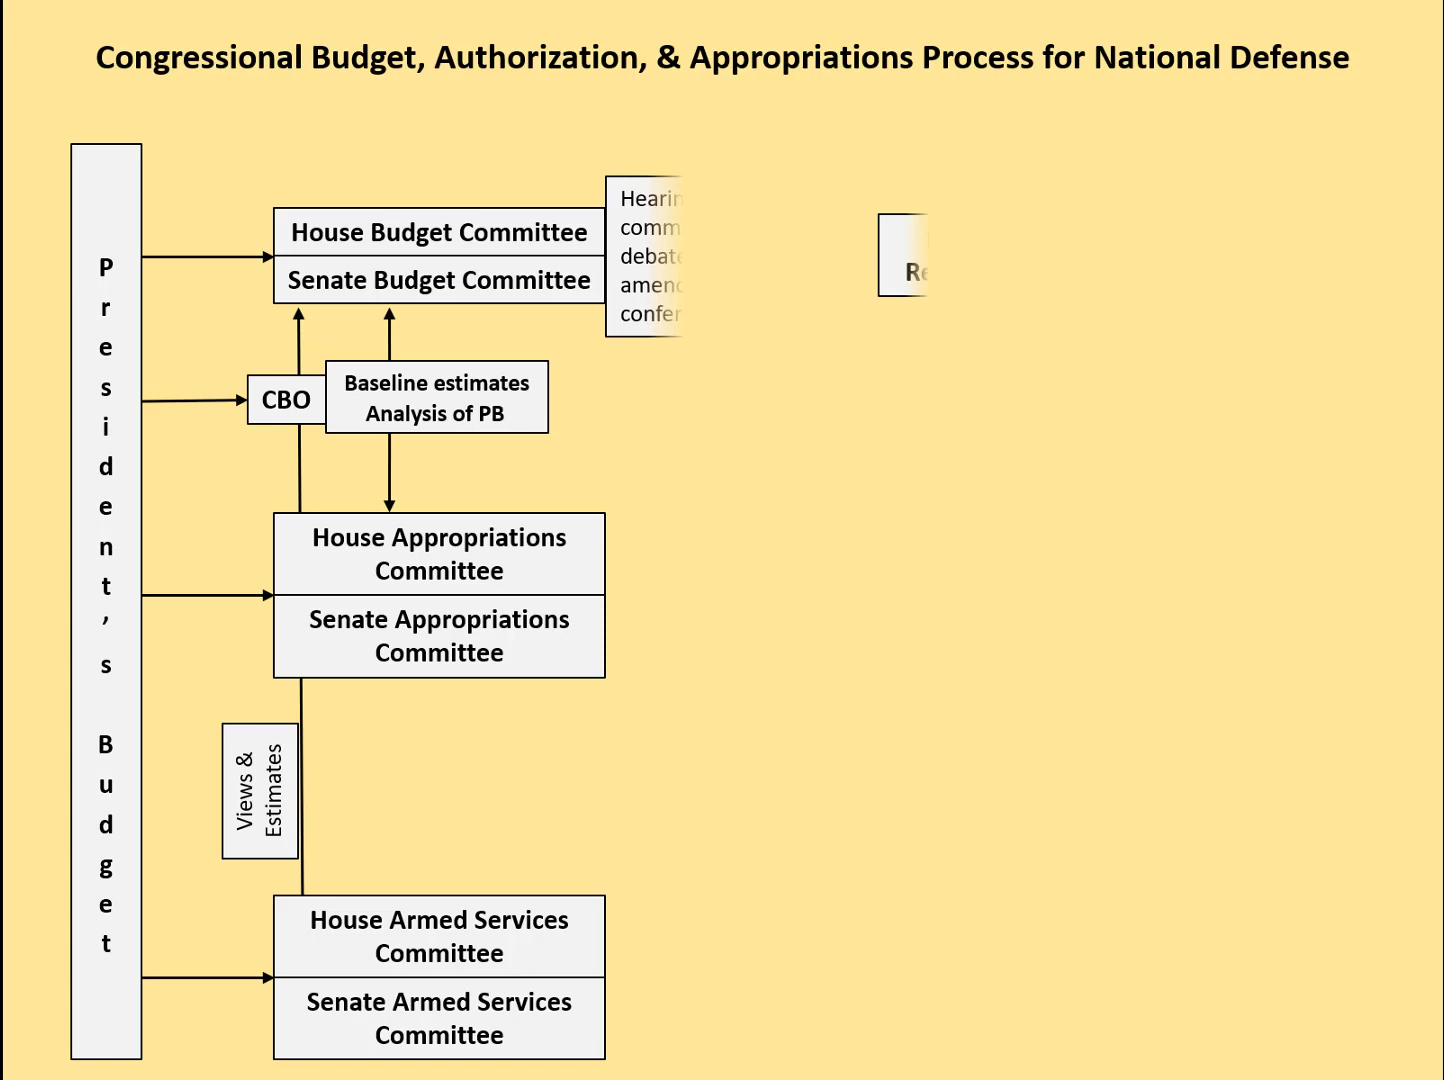 Congressional Budget, Authorization, & Appropriations Process for National Defense
President's Budget
House Budget Committee
Senate Budget Committee
CBO
Baseline estimates
Analysis of PB
House Appropriations
Committee
Senate Appropriations
Committee
Views &
Estimates
House Armed Services
Committee
Senate Armed Services
Committee